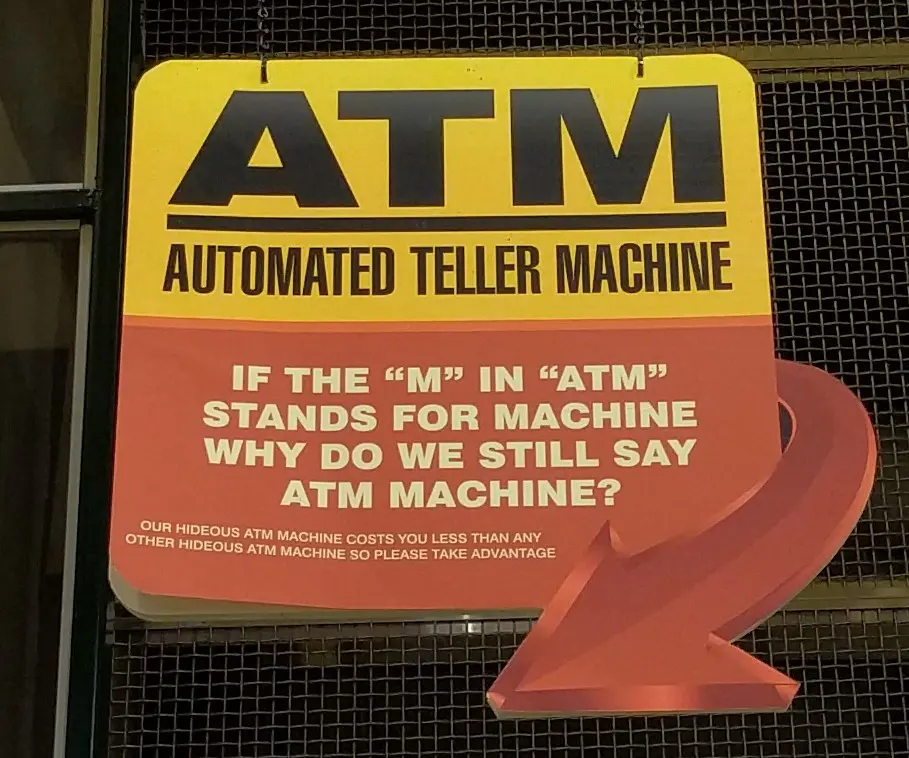 ATM
AUTOMATED TELLER MACHINE
IF THE “M” IN “ATM”
STANDS FOR MACHINE
WHY DO WE STILL SAY
ATM MACHINE?
OUR HIDEOUS ATM MACHINE COSTS YOU LESS THAN ANY
OTHER HIDEOUS ATM MACHINE SO PLEASE TAKE ADVANTAGE